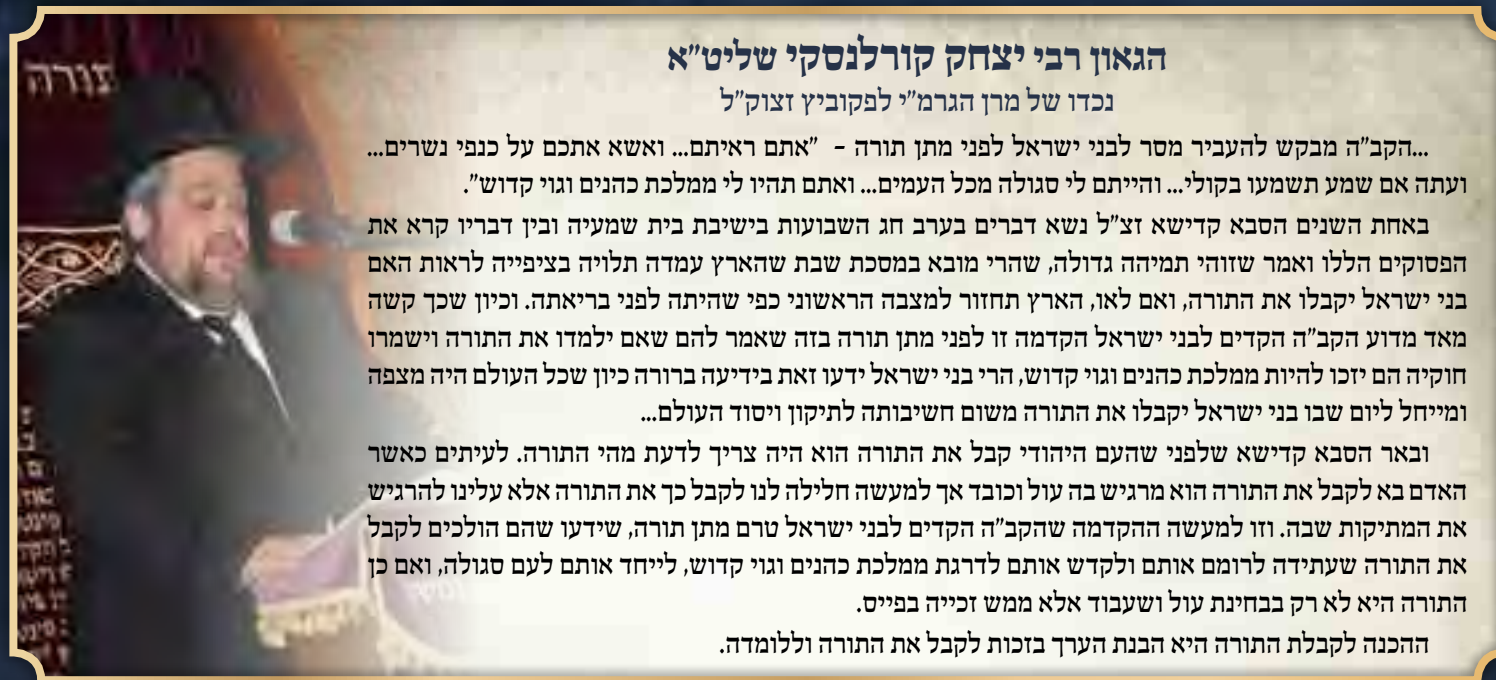 הגאון רבי יצחק קורלנסקי שליט"א
נכדו של מרן הגרמ"י לפקוביץ זצוק"ל
...הקב"ה מבקש להעביר מסר לבני ישראל לפני מתן תורה - "אתם ראיתם... ואשא אתכם על כנפי נשרים...
ועתה אם שמע תשמעו בקולי... והייתם לי סגולה מכל העמים... ואתם תהיו לי ממלכת כהנים וגוי קדוש".
באחת השנים הסבא קדישא זצ"ל נשא דברים בערב חג השבועות בישיבת בית שמעיה ובין דבריו קרא את
הפסוקים הללו ואמר שזוהי תמיהה גדולה, שהרי מובא במסכת שבת שהארץ עמדה תלויה בציפייה לראות האם
בני ישראל יקבלו את התורה, ואם לאו, הארץ תחזור למצבה הראשוני כפי שהיתה לפני בריאתה. וכיון שכך קשה
מאד מדוע הקב"ה הקדים לבני ישראל הקדמה זו לפני מתן תורה בזה שאמר להם שאם ילמדו את התורה וישמרו
חוקיה הם יזכו להיות ממלכת כהנים וגוי קדוש, הרי בני ישראל ידעו זאת בידיעה ברורה כיון שכל העולם היה מצפה
ומייחל ליום שבו בני ישראל יקבלו את התורה משום חשיבותה לתיקון ויסוד העולם...
ובאר הסבא קדישא שלפני שהעם היהודי קבל את התורה הוא היה צריך לדעת מהי התורה. לעיתים כאשר
האדם בא לקבל את התורה הוא מרגיש בה עול וכובד אך למעשה חלילה לנו לקבל כך את התורה אלא עלינו להרגיש
את המתיקות שבה. וזו למעשה ההקדמה שהקב"ה הקדים לבני ישראל טרם מתן תורה, שידעו שהם הולכים לקבל
את התורה שעתידה לרומם אותם ולקדש אותם לדרגת ממלכת כהנים וגוי קדוש, לייחד אותם לעם סגולה, ואם כן
התורה היא לא רק בבחינת עול ושעבוד אלא ממש זכייה בפייס.
ההכנה לקבלת התורה היא הבנת הערך בזכות לקבל את התורה וללומדה.
תורה